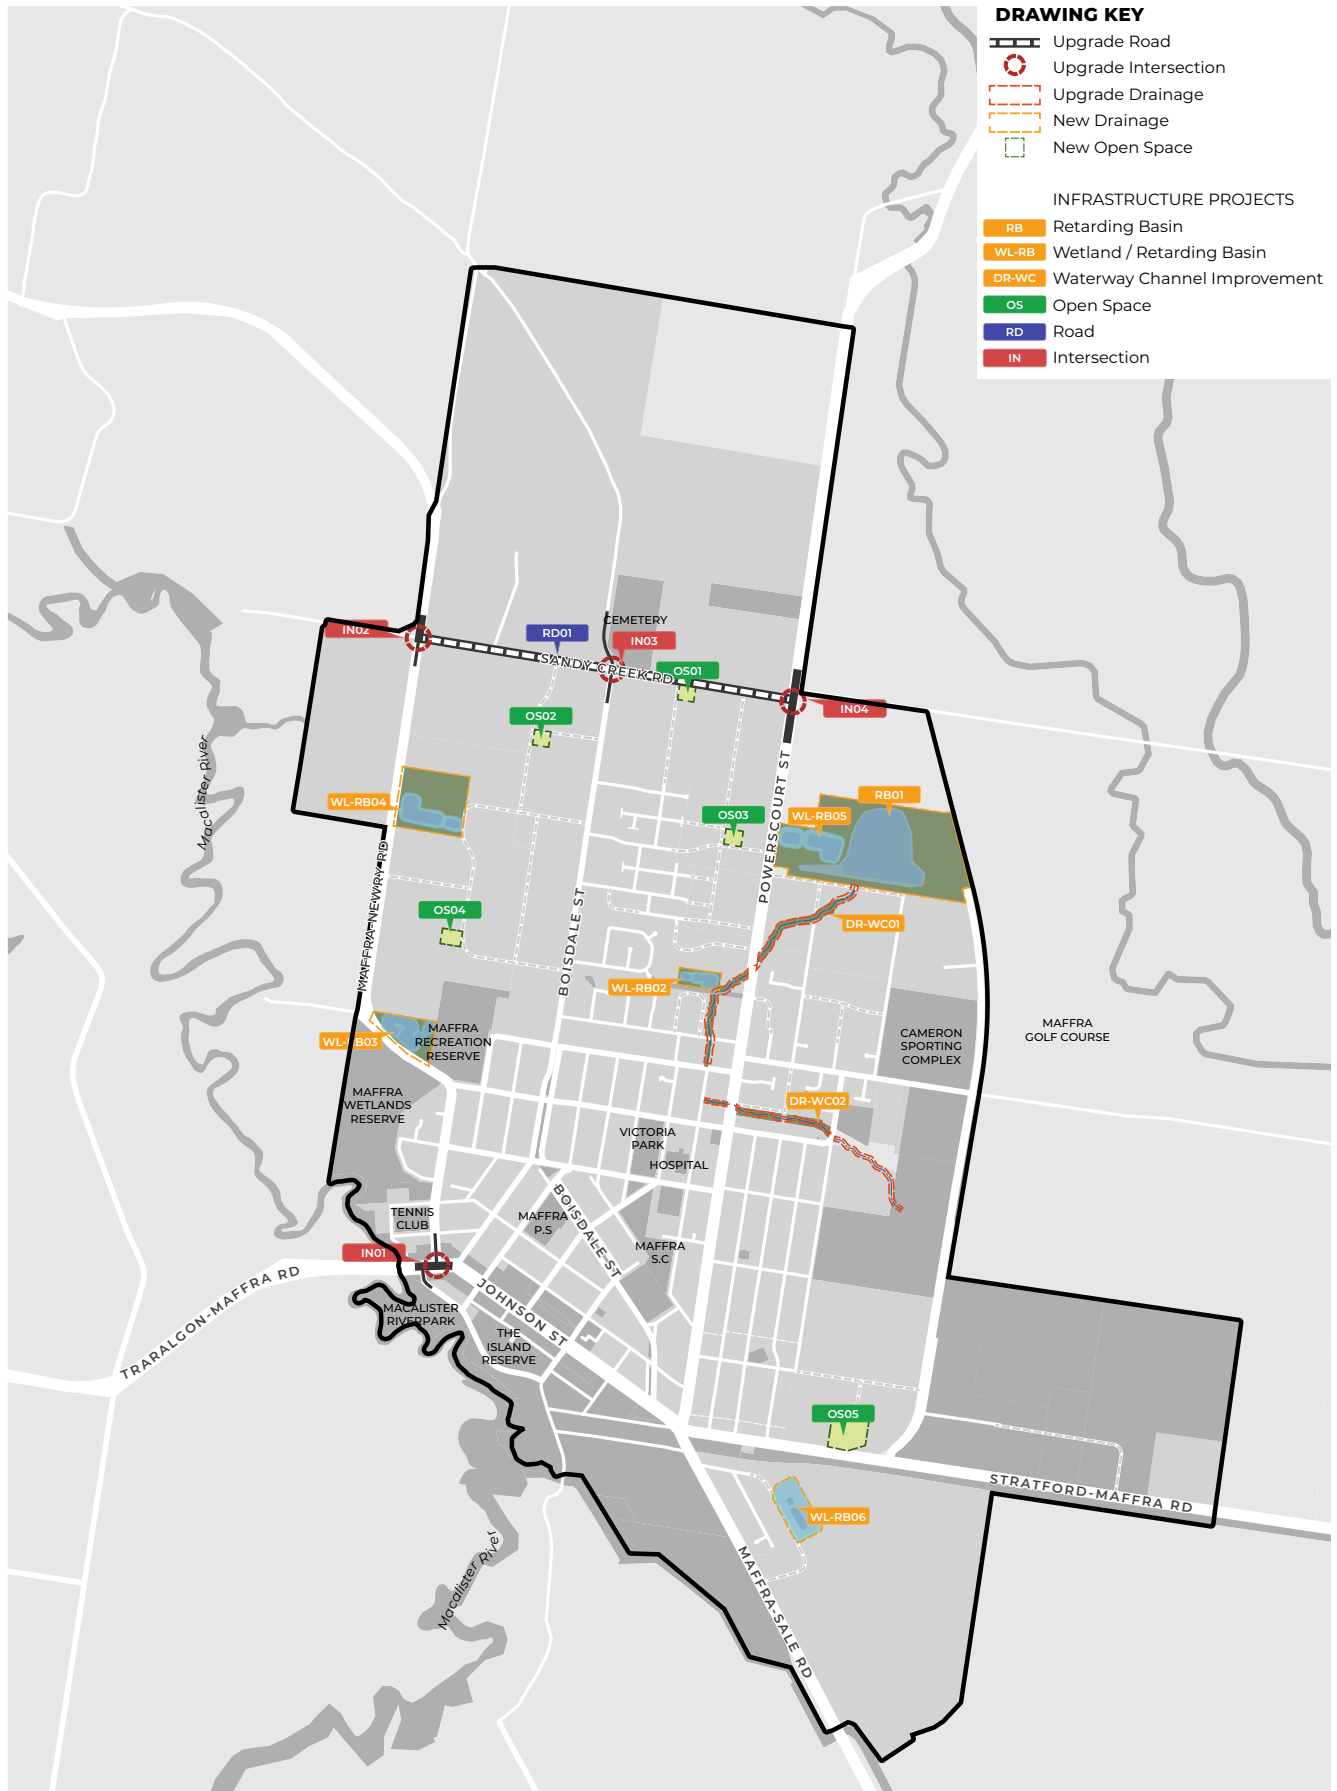 DRAWING KEY
Upgrade Road
Upgrade Intersection
Upgrade Drainage
New Drainage
New Open Space
INFRASTRUCTURE PROJECTS
RB Retarding Basin
WL-RB Wetland / Retarding Basin
DR-WC Waterway Channel Improvement
OS Open Space
RD Road
IN Intersection
CEMETERY
IN02
RD01
IN03
SANDY CREEK RD
OS01
IN04
OS02
Macalister River
POWERSCOURT ST
WL-RB04
RB01
OS03
WL-RB05
MAFFRA-NEWRY RD
BOISDALE ST
OS04
DR-WC01
WL-RB02
WL-RB03
MAFFRA
RECREATION
RESERVE
CAMERON
SPORTING
COMPLEX
MAFFRA
GOLF COURSE
MAFFRA
WETLANDS
RESERVE
DR-WC02
VICTORIA
PARK
HOSPITAL
TENNIS
CLUB
MAFFRA
P.S
BOISDALE ST
MAFFRA
S.C
IN01
TRARALGON-MAFFRA RD
JOHNSON ST
MACALISTER
RIVERPARK
THE
ISLAND
RESERVE
OS05
STRATFORD-MAFFRA RD
WL-RB06
Macalister River
MAFFRA-SALE RD